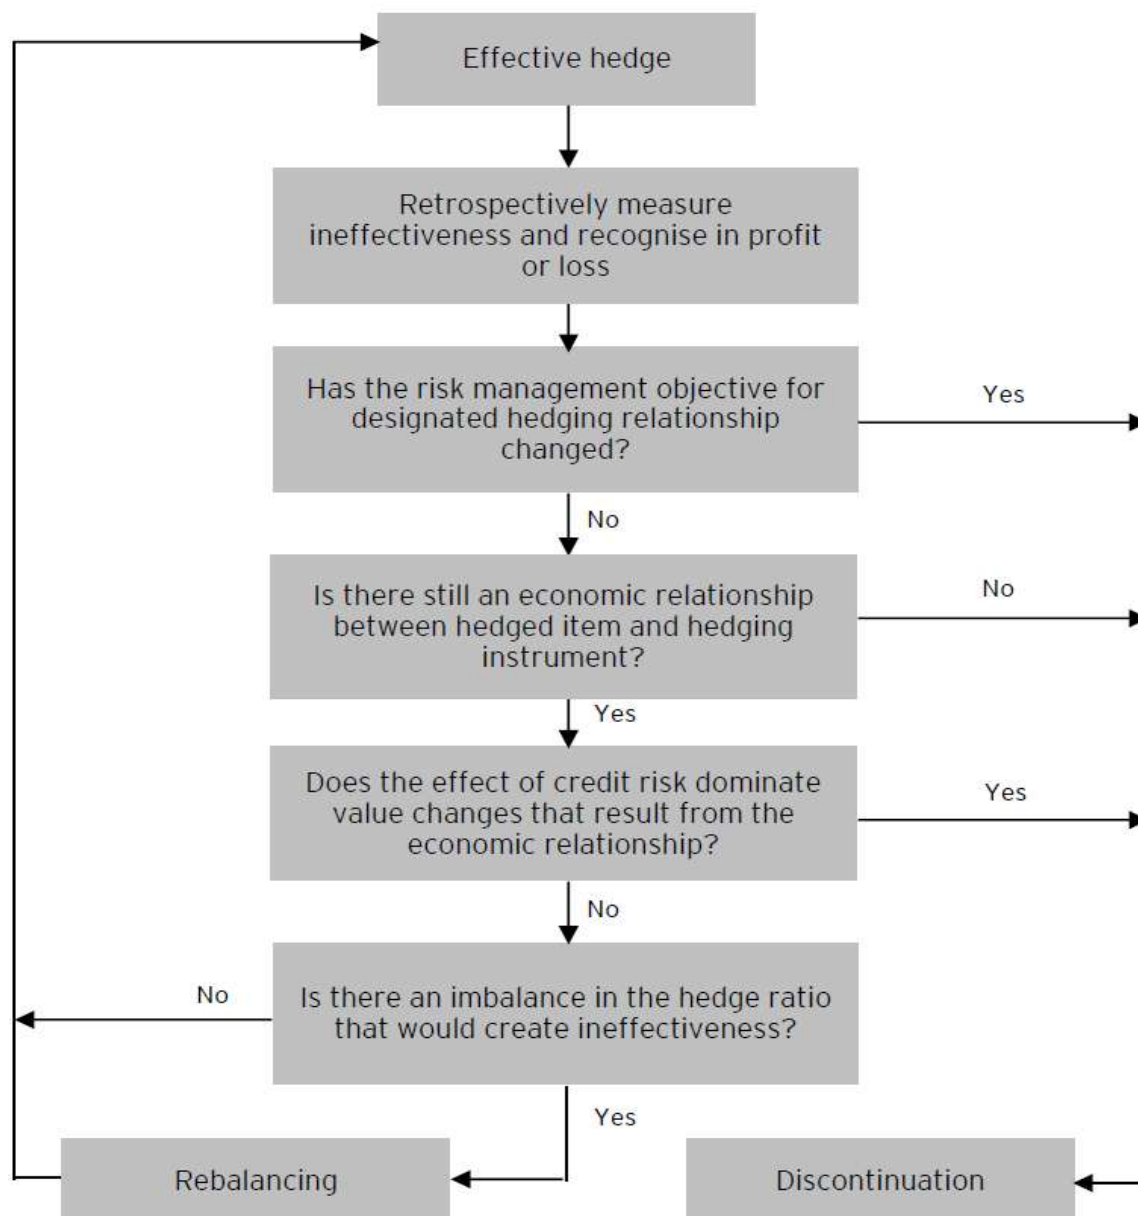 Effective hedge
Retrospectively measure
ineffectiveness and recognise in profit
or loss
Has the risk management objective for
designated hedging relationship
changed?
Yes
No
Is there still an economic relationship
between hedged item and hedging
instrument?
No
Yes
Does the effect of credit risk dominate
value changes that result from the
economic relationship?
Yes
No
Is there an imbalance in the hedge ratio
that would create ineffectiveness?
No
Yes
Rebalancing
Discontinuation